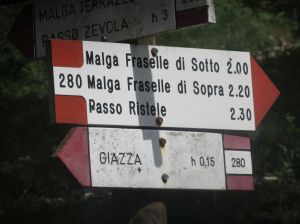 MALGA TERRAZZO
PASSO ZEVOLA h 3
Malga Fraselle di Sotto 2.00
280 Malga Fraselle di Sopra 2.20
Passo Ristele 2.30
GIAZZA h 0.15 280